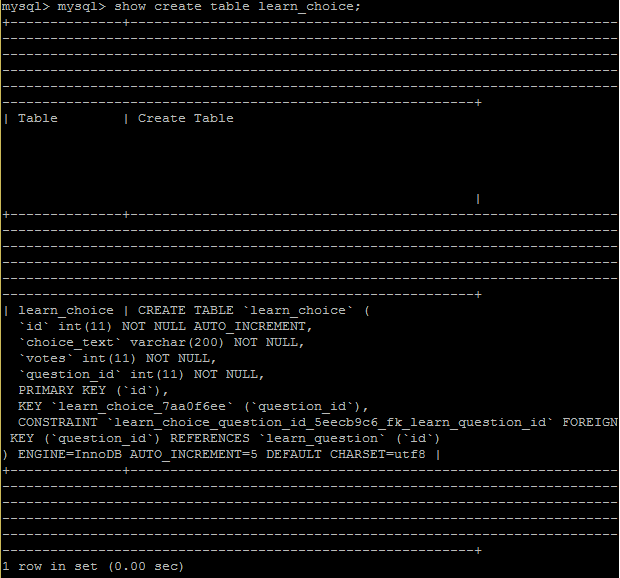 mysql> mysql> show create table learn_choice;
+--------------+-------------------------------------------------------------
-----------------------------------------------------------------------------
-----------------------------------------------------------------------------
-----------------------------------------------------------------------------
-----------------------------------------------------------------------------
-----------------------------------------------------------+
| Table        | Create Table
|
+--------------+-------------------------------------------------------------
-----------------------------------------------------------------------------
-----------------------------------------------------------------------------
-----------------------------------------------------------------------------
-----------------------------------------------------------------------------
-----------------------------------------------------------+
| learn_choice | CREATE TABLE `learn_choice` (
  `id` int(11) NOT NULL AUTO_INCREMENT,
  `choice_text` varchar(200) NOT NULL,
  `votes` int(11) NOT NULL,
  `question_id` int(11) NOT NULL,
  PRIMARY KEY (`id`),
  KEY `learn_choice_7aa0f6ee` (`question_id`),
  CONSTRAINT `learn_choice_question_id_5eecb9c6_fk_learn_question_id` FOREIGN
 KEY (`question_id`) REFERENCES `learn_question` (`id`)
) ENGINE=InnoDB AUTO_INCREMENT=5 DEFAULT CHARSET=utf8 |
+--------------+-------------------------------------------------------------
-----------------------------------------------------------------------------
-----------------------------------------------------------------------------
-----------------------------------------------------------------------------
-----------------------------------------------------------------------------
-----------------------------------------------------------+
1 row in set (0.00 sec)